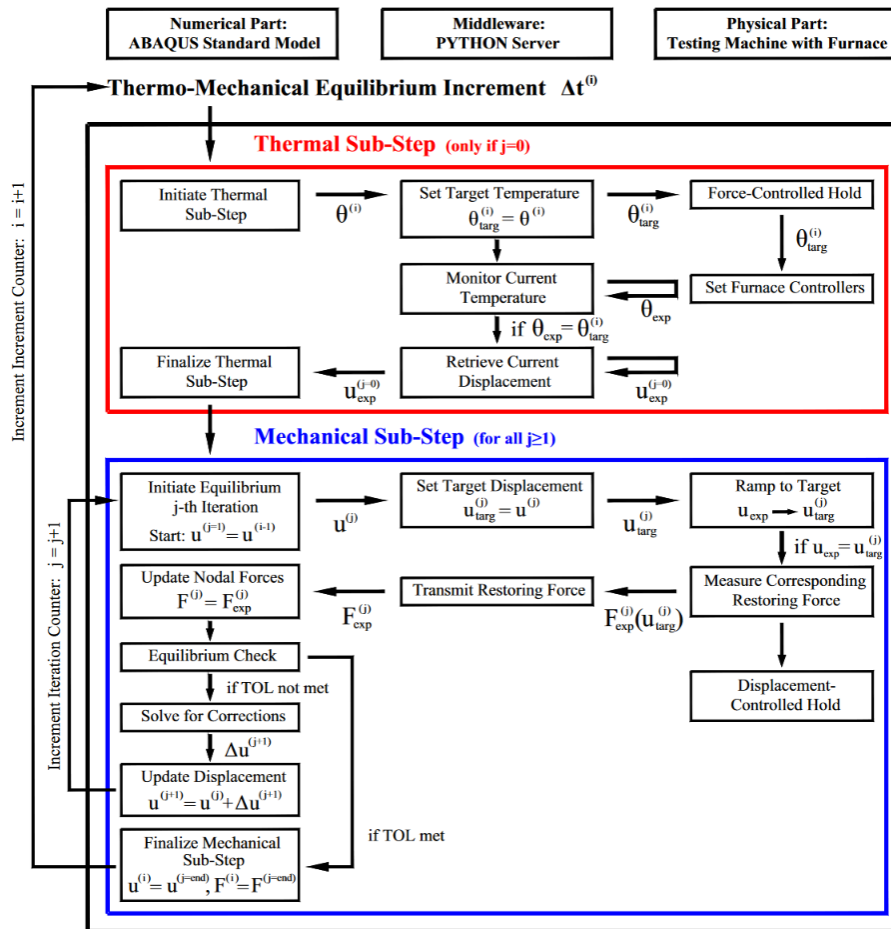 Numerical Part:
ABAQUS Standard Model
Middleware:
PYTHON Server
Physical Part:
Testing Machine with Furnace
Thermo-Mechanical Equilibrium Increment Δt^(i)
Thermal Sub-Step (only if j=0)
Initiate Thermal
Sub-Step
θ^(i)
Set Target Temperature
θ_targ^(i) = θ^(i)
θ_targ^(i)
Force-Controlled Hold
θ_targ^(i)
Monitor Current
Temperature
θ_exp
Set Furnace Controllers
if θ_exp = θ_targ^(i)
Finalize Thermal
Sub-Step
u_exp^(j=0)
Retrieve Current
Displacement
u_exp^(j=0)
Mechanical Sub-Step (for all j≥1)
Initiate Equilibrium
j-th Iteration
Start: u^(j=1) = u^(i-1)
u^(j)
Set Target Displacement
u_targ^(j) = u^(j)
u_targ^(j)
Ramp to Target
u_exp → u_targ^(j)
if u_exp = u_targ^(j)
Update Nodal Forces
F^(j) = F_exp^(j)
F_exp^(j)
Transmit Restoring Force
F_exp^(j)(u_targ^(j))
Measure Corresponding
Restoring Force
Equilibrium Check
if TOL not met
Displacement-
Controlled Hold
Solve for Corrections
Δu^(j+1)
Update Displacement
u^(j+1) = u^(j) + Δu^(j+1)
if TOL met
Finalize Mechanical
Sub-Step
u^(i) = u^(j=end), F^(i) = F^(j=end)
Increment Increment Counter: i = i+1
Increment Iteration Counter: j = j+1